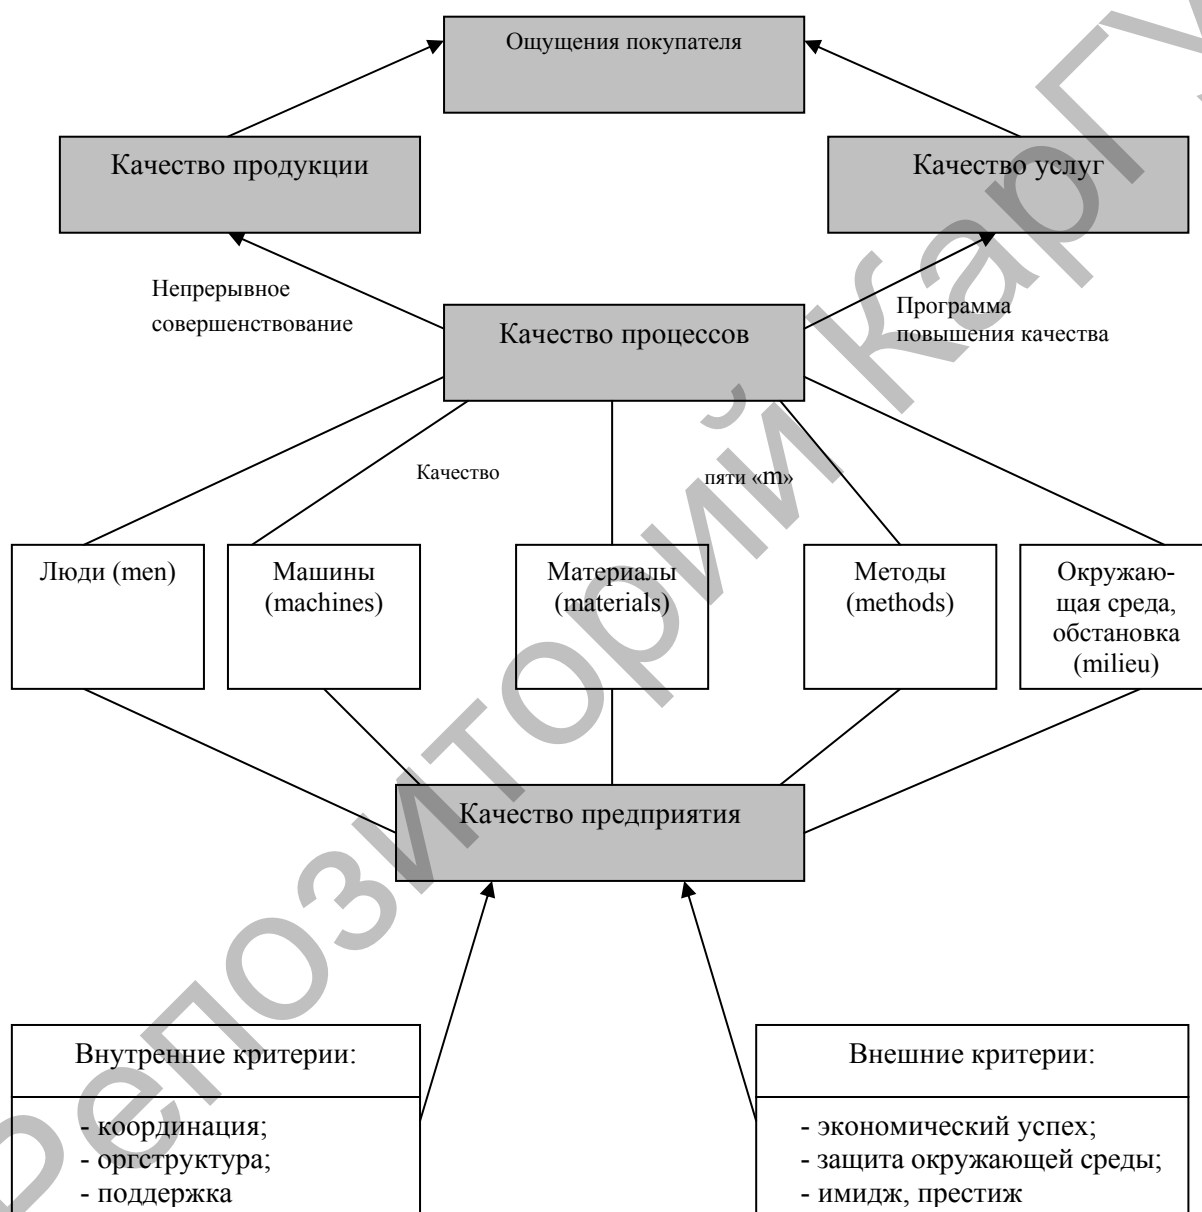 Ощущения покупателя
Качество продукции
Качество услуг
Непрерывное
совершенствование
Качество процессов
Программа
повышения качества
Качество
пяти «m»
Люди (men)
Машины
(machines)
Материалы
(materials)
Методы
(methods)
Окружаю-
щая среда,
обстановка
(milieu)
Качество предприятия
Внутренние критерии:
- координация;
- оргструктура;
- поддержка
Внешние критерии:
- экономический успех;
- защита окружающей среды;
- имидж, престиж
Репозиторий КарГУ